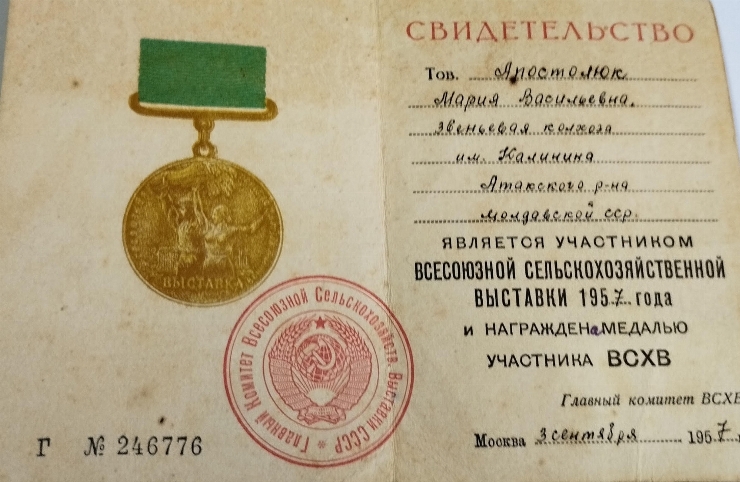 ВЫСТАВКА
Главный Комитет Всесоюзной Сельскохозяйств. Выставки СССР
Г № 246776
СВИДЕТЕЛЬСТВО
Тов. Апостолюк
Мария Васильевна,
звеньевая колхоза
им. Калинина
Атакского р-на
Молдавской сср.
ЯВЛЯЕТСЯ УЧАСТНИКОМ
ВСЕСОЮЗНОЙ СЕЛЬСКОХОЗЯЙСТВЕННОЙ
ВЫСТАВКИ 1957 года
и НАГРАЖДЕНа МЕДАЛЬЮ
УЧАСТНИКА ВСХВ
Главный комитет ВСХВ
Москва 3 сентября 1957 г